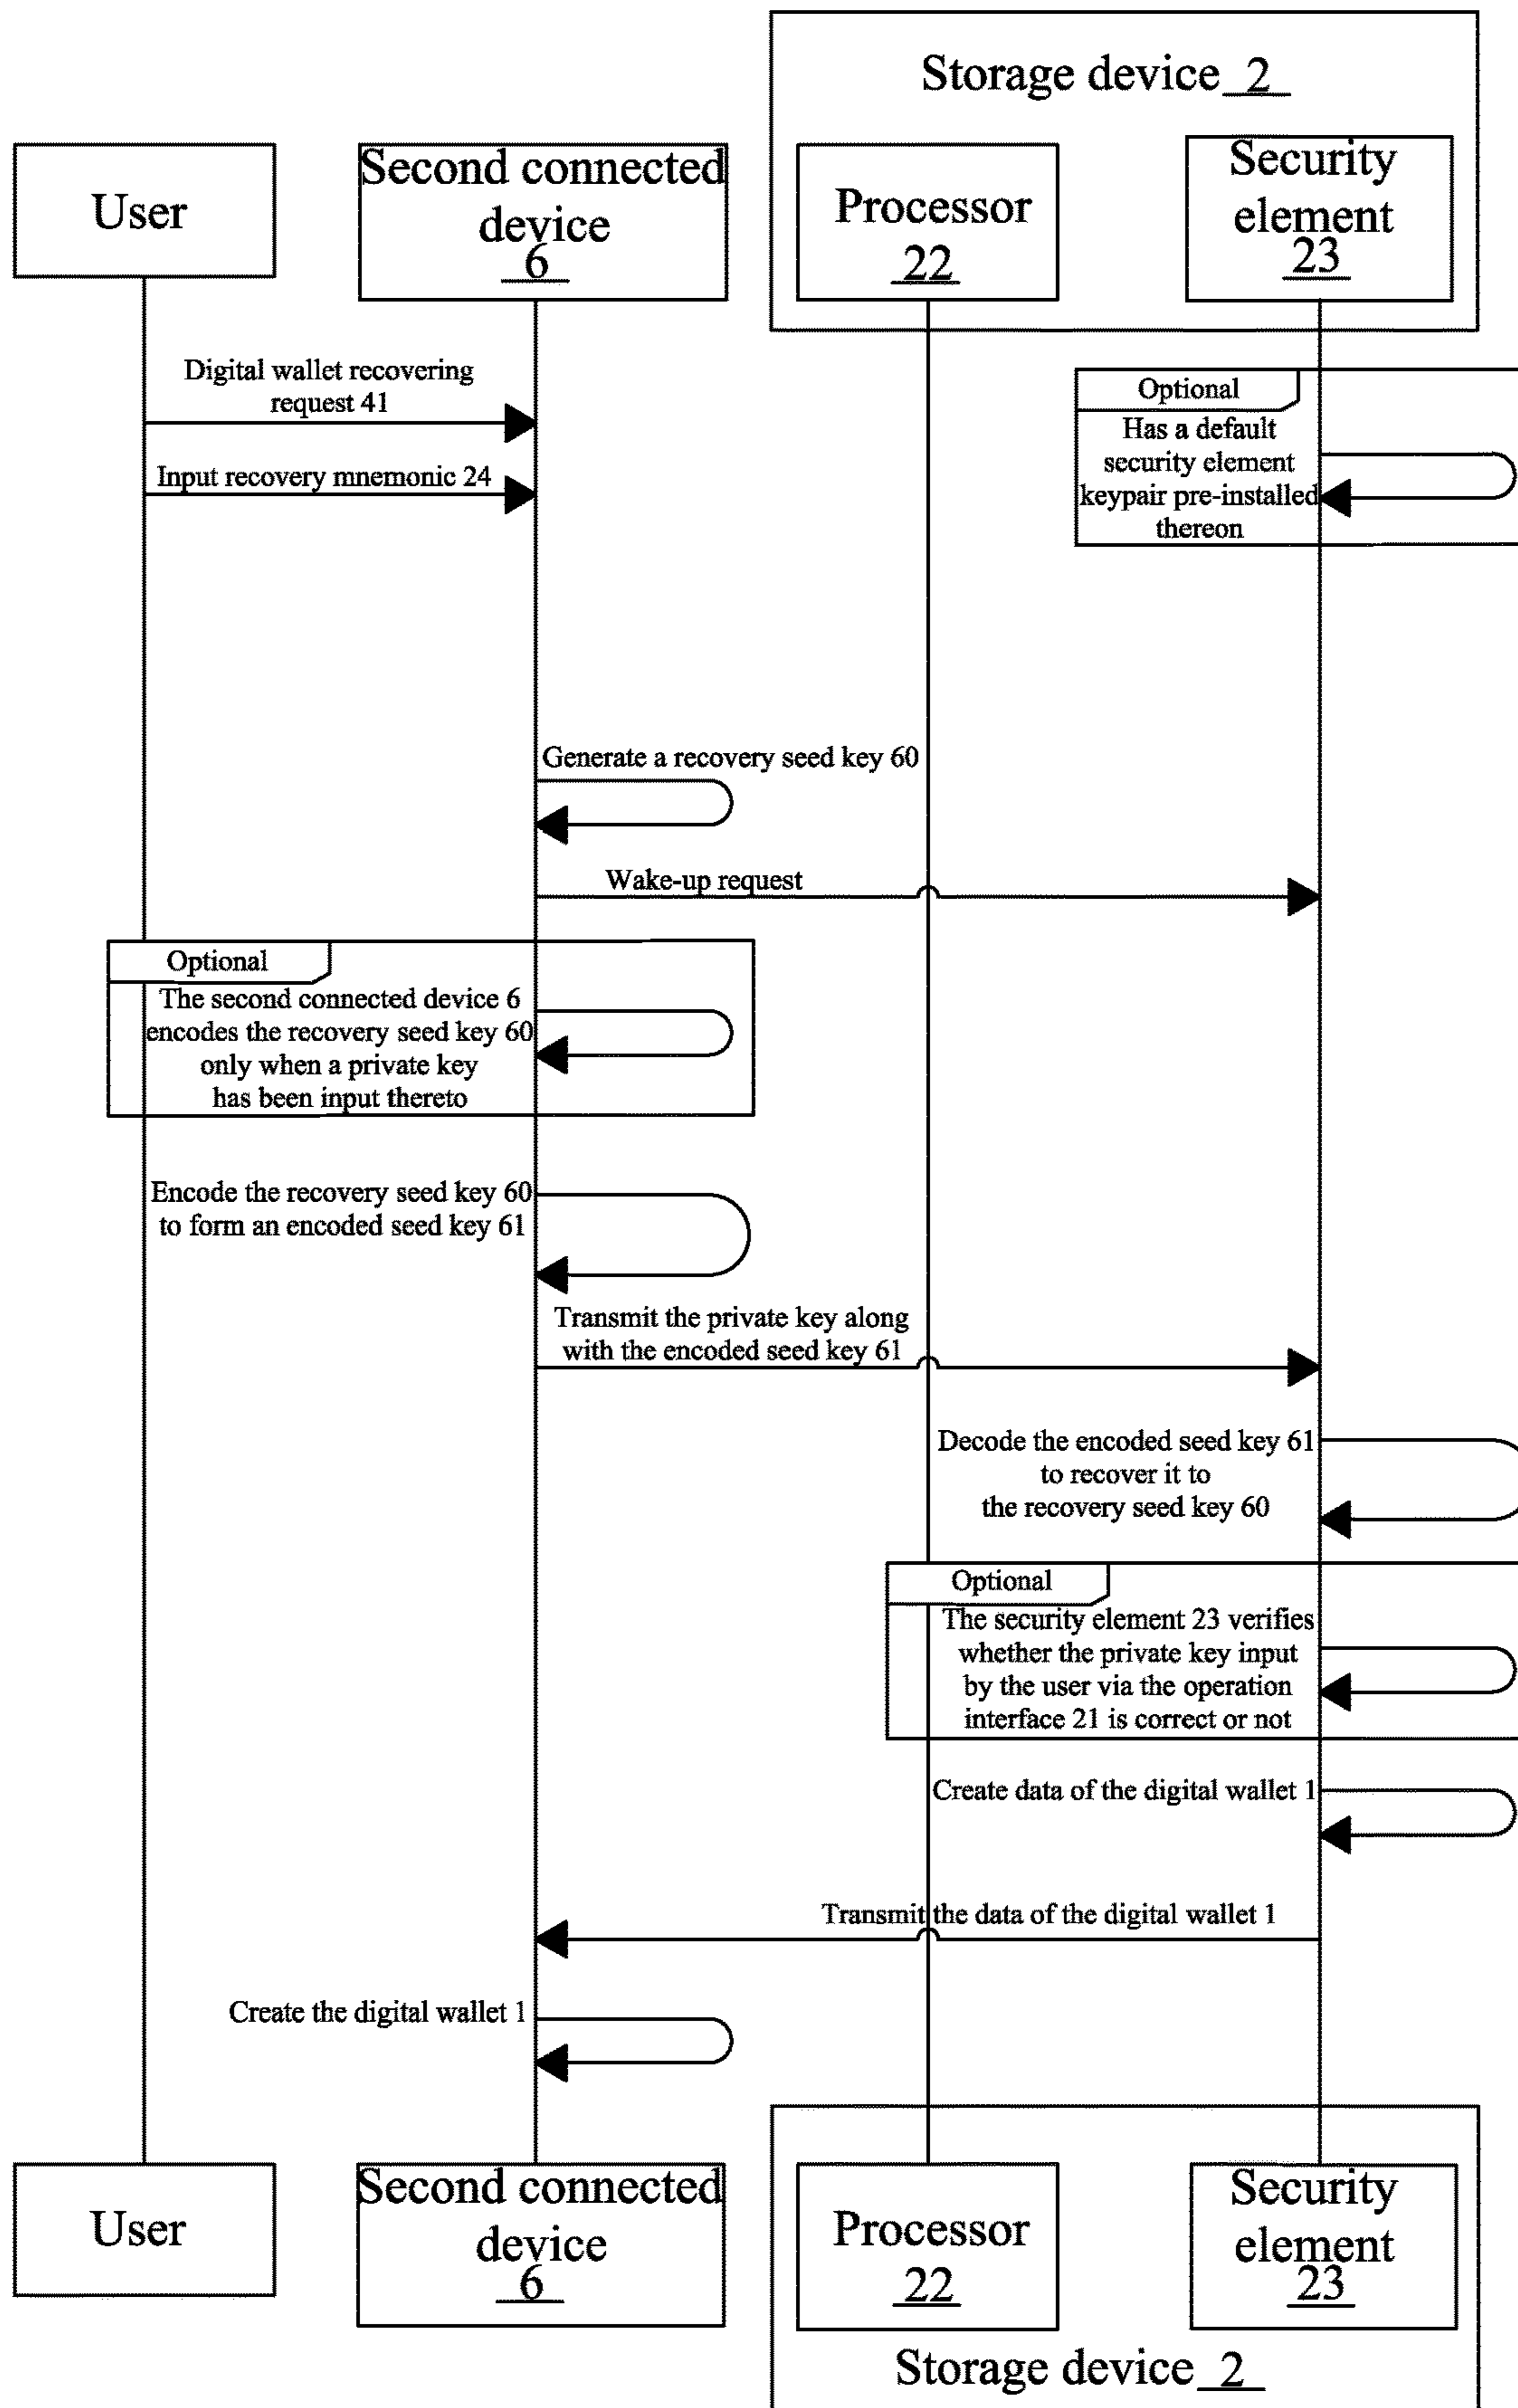 Storage device 2
User
Second connected
device
6
Processor
22
Security
element
23
Digital wallet recovering
request 41
Optional
Has a default
security element
keypair pre-installed
thereon
Input recovery mnemonic 24
Generate a recovery seed key 60
Wake-up request
Optional
The second connected device 6
encodes the recovery seed key 60
only when a private key
has been input thereto
Encode the recovery seed key 60
to form an encoded seed key 61
Transmit the private key along
with the encoded seed key 61
Decode the encoded seed key 61
to recover it to
the recovery seed key 60
Optional
The security element 23 verifies
whether the private key input
by the user via the operation
interface 21 is correct or not
Create data of the digital wallet 1
Transmit the data of the digital wallet 1
Create the digital wallet 1
User
Second connected
device
6
Processor
22
Security
element
23
Storage device 2